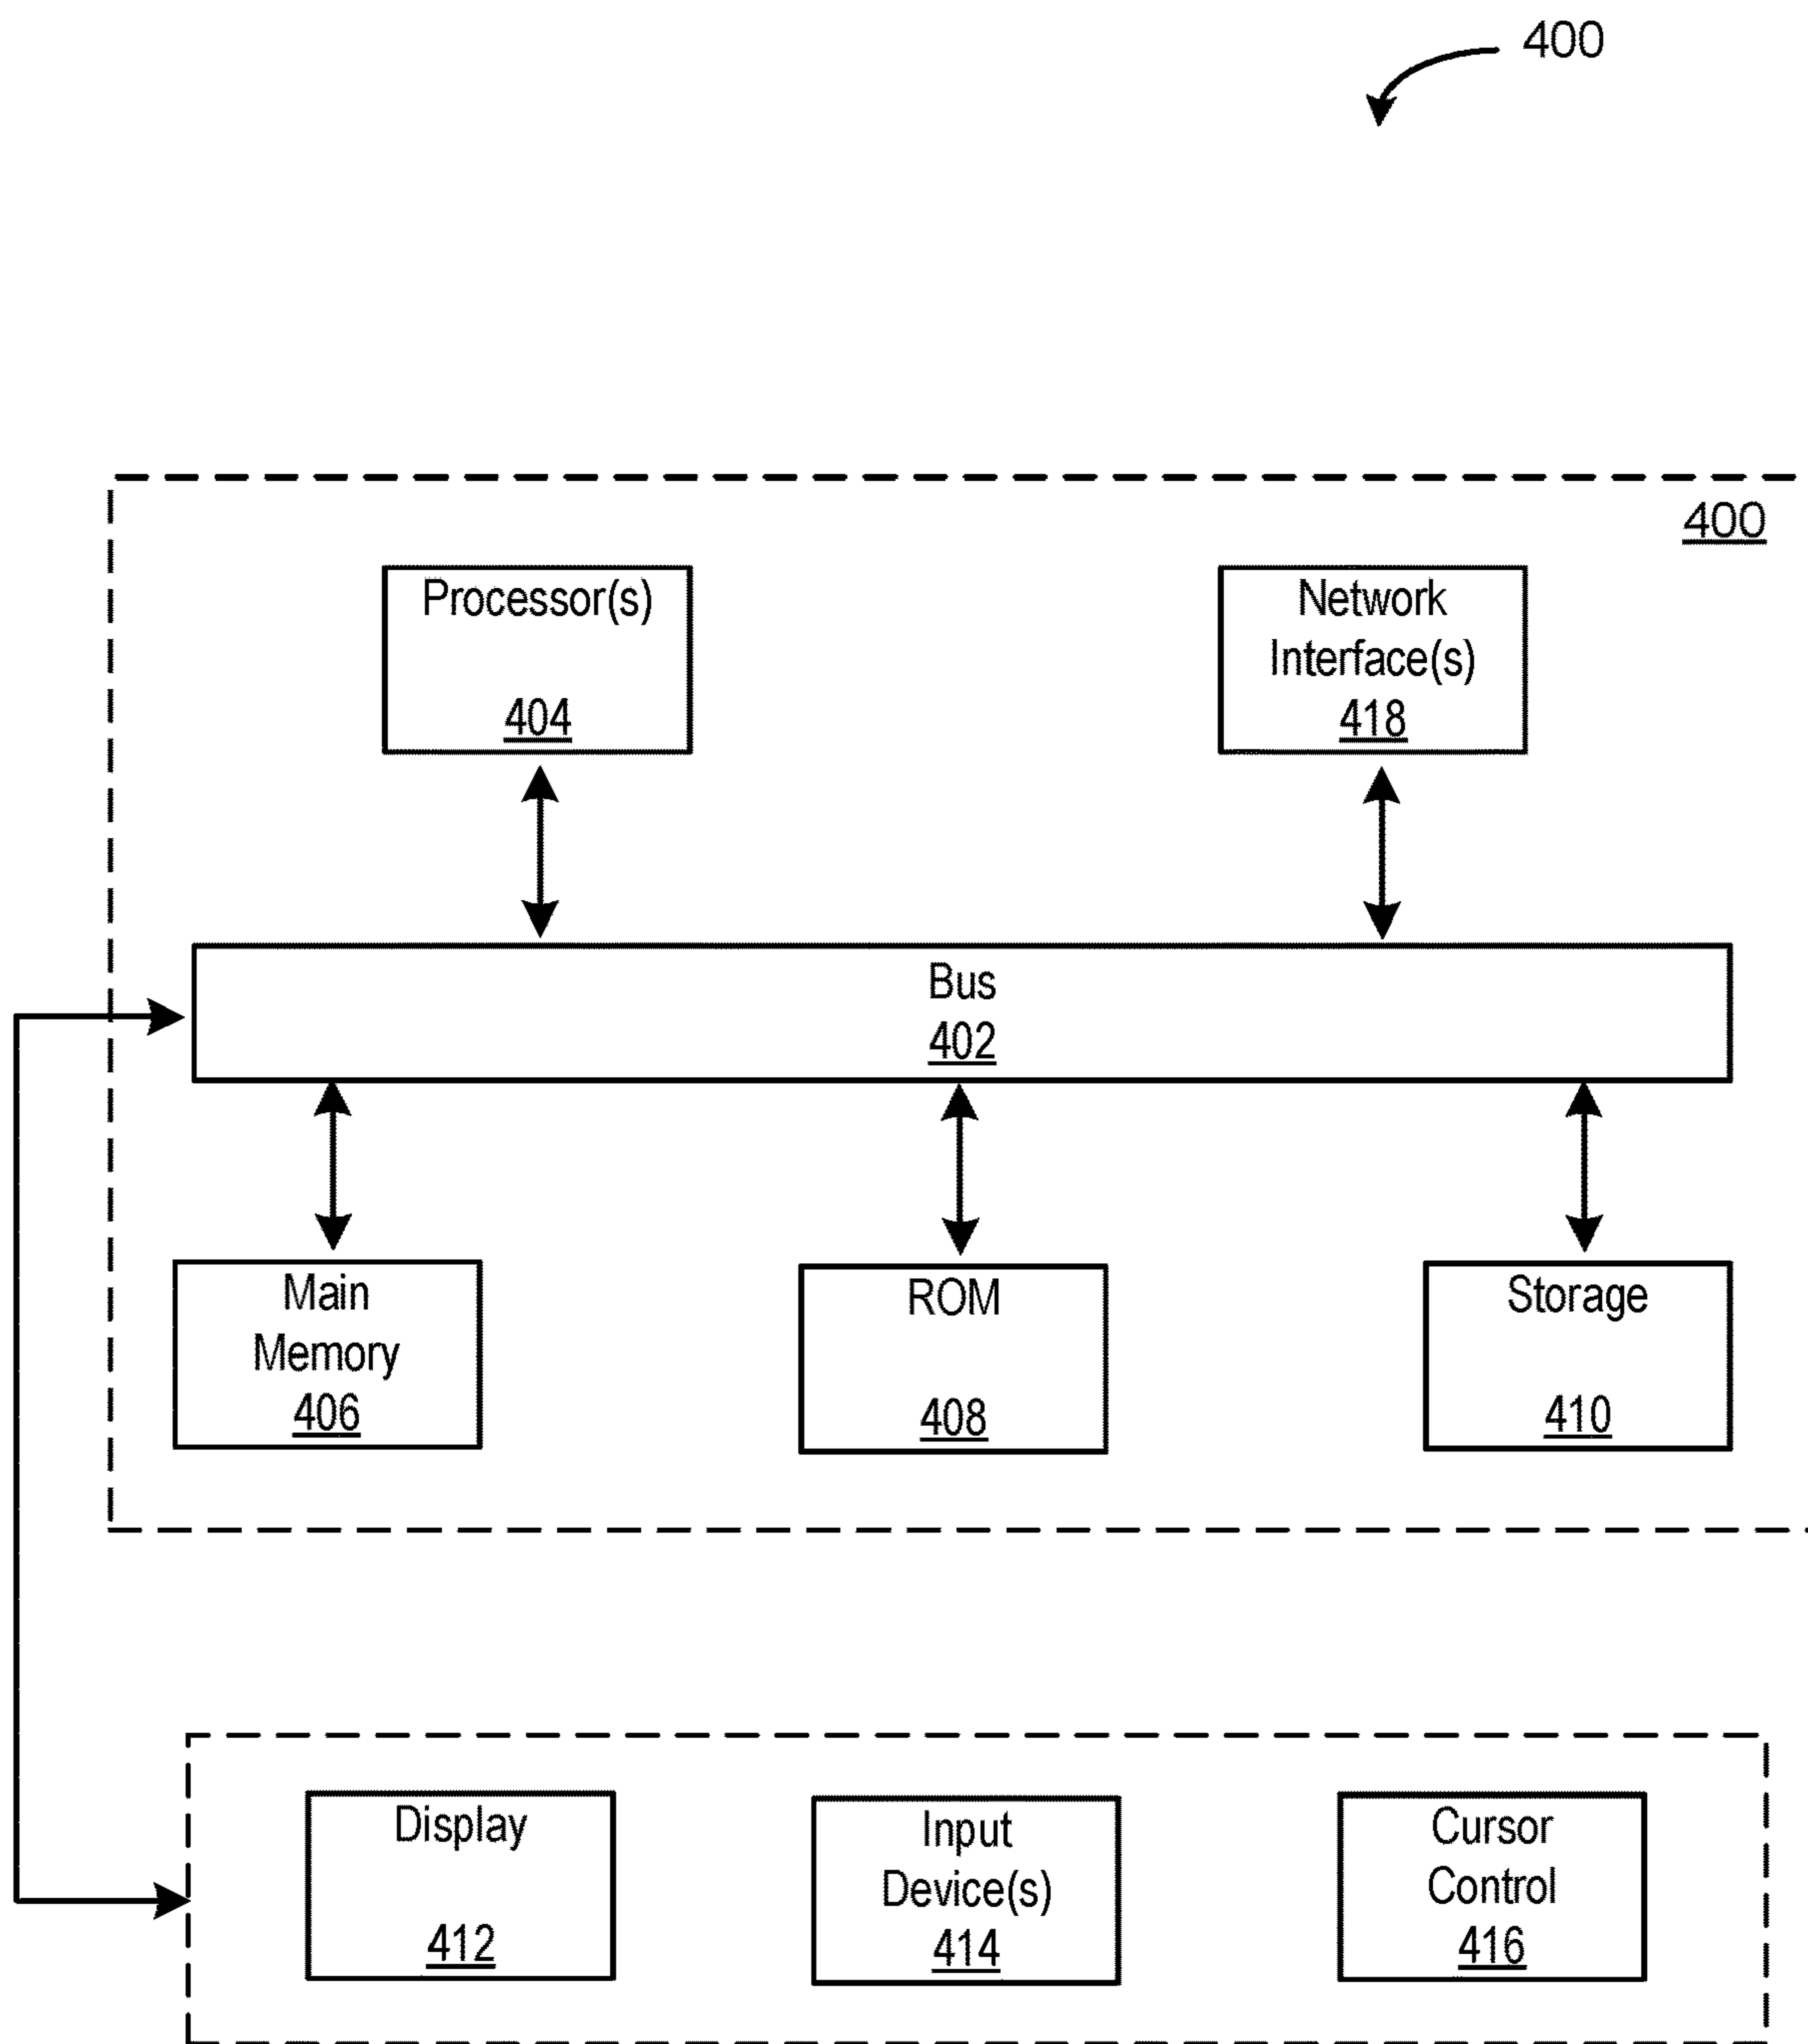 400
400
Processor(s)
404
Network
Interface(s)
418
Bus
402
Main
Memory
406
ROM
408
Storage
410
Display
412
Input
Device(s)
414
Cursor
Control
416